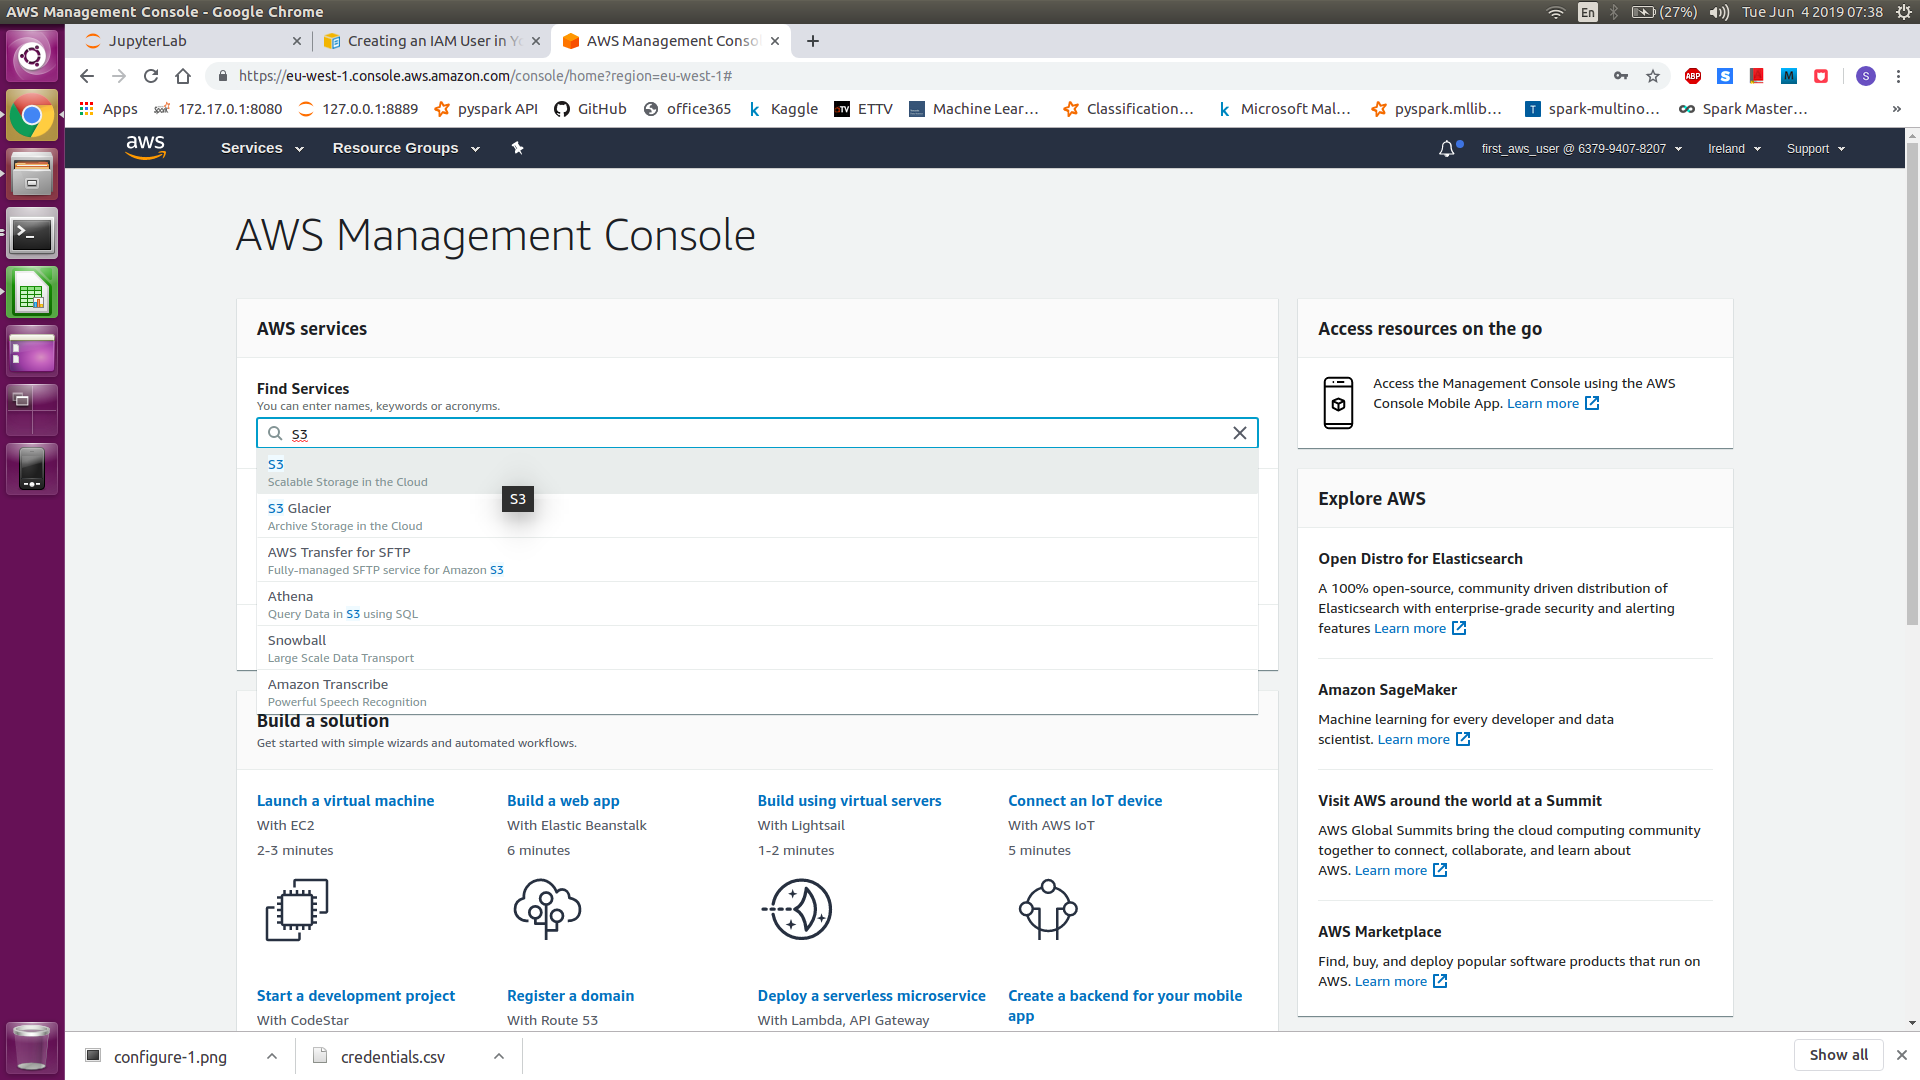 AWS Management Console - Google Chrome
En
(27%)
Tue Jun 4 2019 07:38
JupyterLab
Creating an IAM User in Yo
AWS Management Conso
https://eu-west-1.console.aws.amazon.com/console/home?region=eu-west-1#
ABP
S
M
S
Apps
172.17.0.1:8080
127.0.0.1:8889
pyspark API
GitHub
office365
Kaggle
ETTV
Machine Lear...
Classification...
Microsoft Mal...
pyspark.mllib...
spark-multino...
Spark Master...
»
aws
Services
Resource Groups
first_aws_user @ 6379-9407-8207
Ireland
Support
AWS Management Console
AWS services
Find Services
You can enter names, keywords or acronyms.
S3
S3
Scalable Storage in the Cloud
S3
S3 Glacier
Archive Storage in the Cloud
AWS Transfer for SFTP
Fully-managed SFTP service for Amazon S3
Athena
Query Data in S3 using SQL
Snowball
Large Scale Data Transport
Amazon Transcribe
Powerful Speech Recognition
Build a solution
Get started with simple wizards and automated workflows.
Launch a virtual machine
With EC2
2-3 minutes
Build a web app
With Elastic Beanstalk
6 minutes
Build using virtual servers
With Lightsail
1-2 minutes
Connect an IoT device
With AWS IoT
5 minutes
Start a development project
With CodeStar
Register a domain
With Route 53
Deploy a serverless microservice
With Lambda, API Gateway
Create a backend for your mobile
app
Access resources on the go
Access the Management Console using the AWS
Console Mobile App. Learn more
Explore AWS
Open Distro for Elasticsearch
A 100% open-source, community driven distribution of
Elasticsearch with enterprise-grade security and alerting
features Learn more
Amazon SageMaker
Machine learning for every developer and data
scientist. Learn more
Visit AWS around the world at a Summit
AWS Global Summits bring the cloud computing community
together to connect, collaborate, and learn about
AWS. Learn more
AWS Marketplace
Find, buy, and deploy popular software products that run on
AWS. Learn more
configure-1.png
credentials.csv
Show all